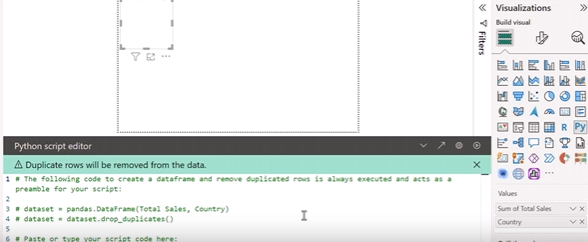 Visualizations
Build visual
Filters
Python script editor
Duplicate rows will be removed from the data.
1 # The following code to create a dataframe and remove duplicated rows is always executed and acts as a
preamble for your script:
2
3 # dataset = pandas.DataFrame(Total Sales, Country)
4 # dataset = dataset.drop_duplicates()
5
6 # Paste or type your script code here:
R
Py
Values
Sum of Total Sales
Country